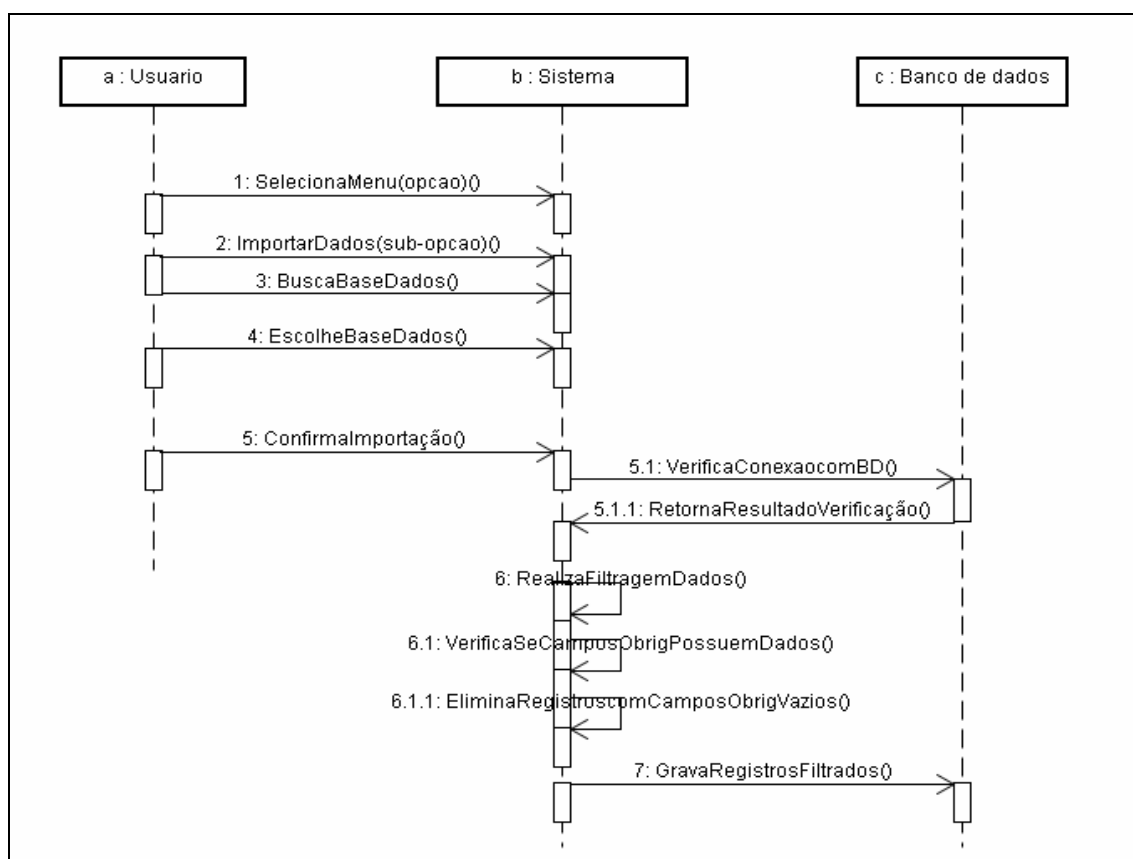 a : Usuario
b : Sistema
c : Banco de dados
1: SelecionaMenu(opcao)()
2: ImportarDados(sub-opcao)()
3: BuscaBaseDados()
4: EscolheBaseDados()
5: ConfirmaImportação()
5.1: VerificaConexaocomBD()
5.1.1: RetornaResultadoVerificação()
6: RealizaFiltragemDados()
6.1: VerificaSeCamposObrigPossuemDados()
6.1.1: EliminaRegistroscomCamposObrigVazios()
7: GravaRegistrosFiltrados()